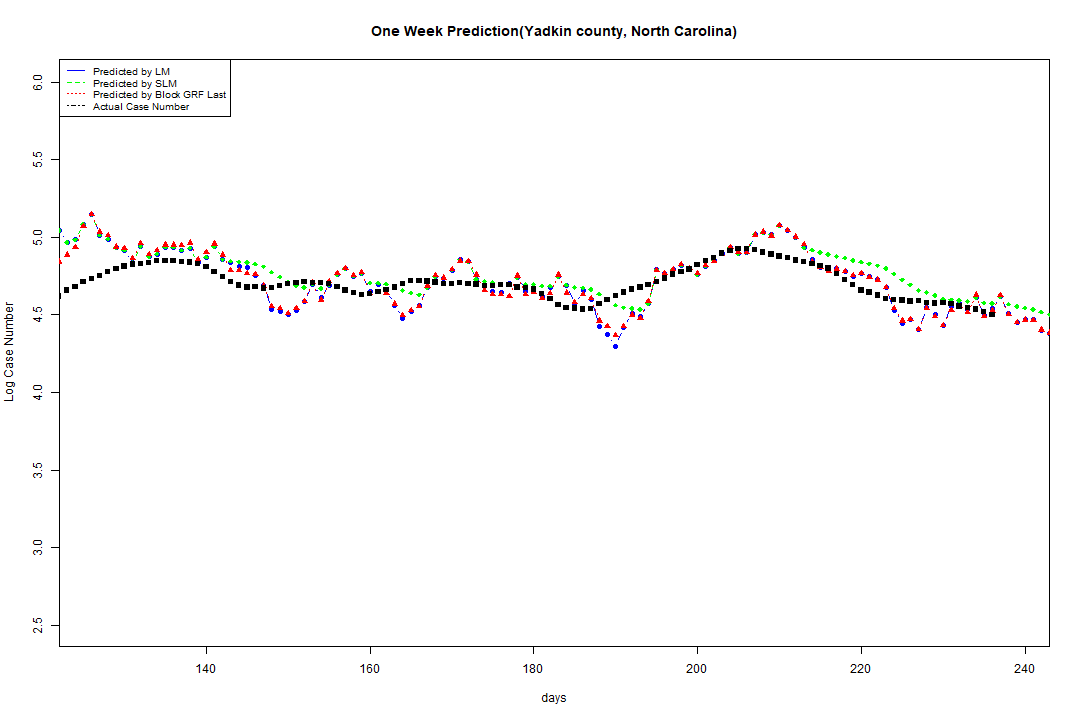 One Week Prediction(Yadkin county, North Carolina)
Predicted by LM
Predicted by SLM
Predicted by Block GRF Last
Actual Case Number
6.0
5.5
5.0
4.5
4.0
3.5
3.0
2.5
Log Case Number
140 160 180 200 220 240
days